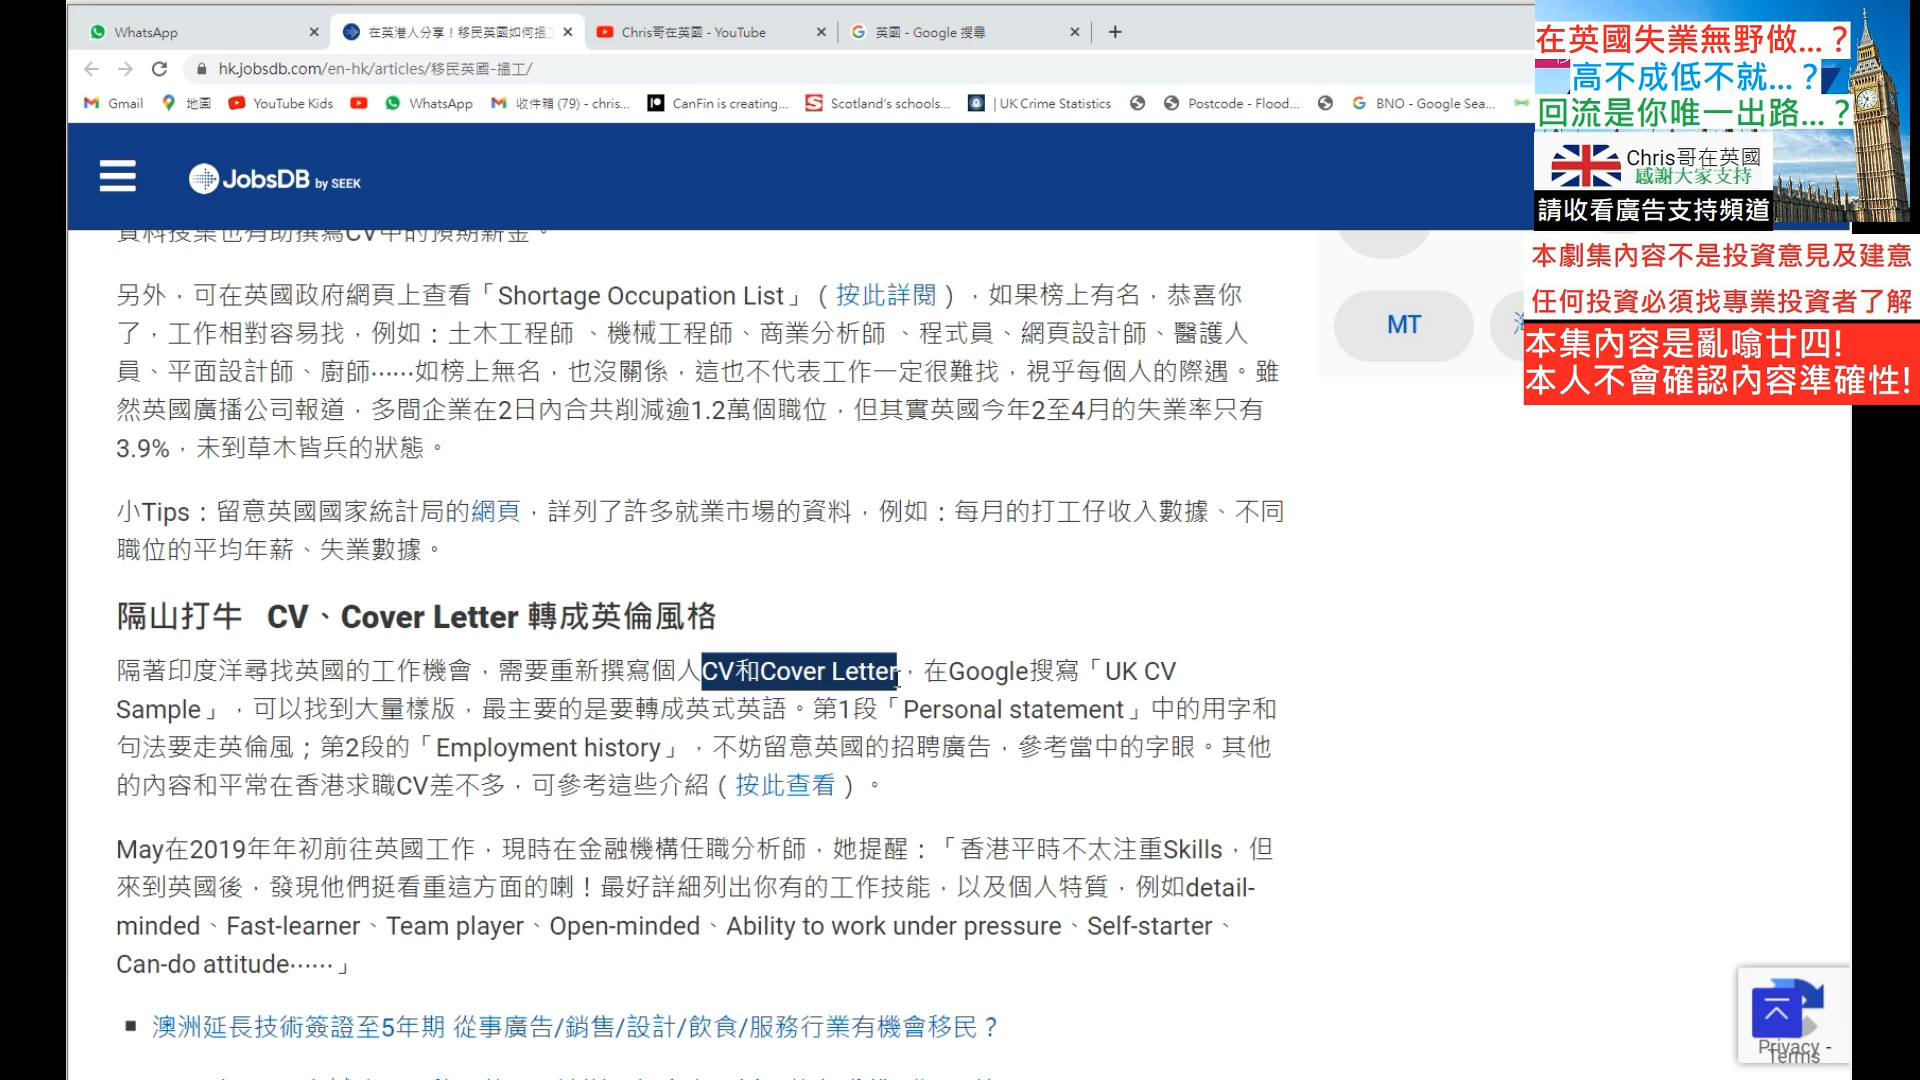 WhatsApp
在英港人分享！移民英國如何搵工
Chris哥在英國 - YouTube
英國 - Google 搜尋
hk.jobsdb.com/en-hk/articles/移民英國-搵工/
Gmail
地圖
YouTube Kids
WhatsApp
收件箱 (79) - chris...
CanFin is creating...
Scotland's schools...
| UK Crime Statistics
Postcode - Flood...
BNO - Google Sea...
JobsDB by SEEK
資料搜集也有助撰寫CV中的預期薪金。
另外，可在英國政府網頁上查看「Shortage Occupation List」（按此詳閱），如果榜上有名，恭喜你
了，工作相對容易找，例如：土木工程師 、機械工程師、商業分析師 、程式員、網頁設計師、醫護人
員、平面設計師、廚師⋯⋯如榜上無名，也沒關係，這也不代表工作一定很難找，視乎每個人的際遇。雖
然英國廣播公司報道，多間企業在2日內合共削減逾1.2萬個職位，但其實英國今年2至4月的失業率只有
3.9%，未到草木皆兵的狀態。
小Tips：留意英國國家統計局的網頁，詳列了許多就業市場的資料，例如：每月的打工仔收入數據、不同
職位的平均年薪、失業數據。
隔山打牛 CV、Cover Letter 轉成英倫風格
隔著印度洋尋找英國的工作機會，需要重新撰寫個人CV和Cover Letter，在Google搜寫「UK CV
Sample」，可以找到大量樣版，最主要的是要轉成英式英語。第1段「Personal statement」中的用字和
句法要走英倫風；第2段的「Employment history」，不妨留意英國的招聘廣告，參考當中的字眼。其他
的內容和平常在香港求職CV差不多，可參考這些介紹（按此查看）。
May在2019年年初前往英國工作，現時在金融機構任職分析師，她提醒：「香港平時不太注重Skills，但
來到英國後，發現他們挺看重這方面的喇！最好詳細列出你有的工作技能，以及個人特質，例如detail-
minded、Fast-learner、Team player、Open-minded、Ability to work under pressure、Self-starter、
Can-do attitude⋯⋯」
澳洲延長技術簽證至5年期 從事廣告/銷售/設計/飲食/服務行業有機會移民？
MT
在英國失業無野做...？
高不成低不就...？
回流是你唯一出路...？
Chris哥在英國
感謝大家支持
請收看廣告支持頻道
本劇集內容不是投資意見及建意
任何投資必須找專業投資者了解
本集內容是亂噏廿四!
本人不會確認內容準確性!
Privacy -
Terms